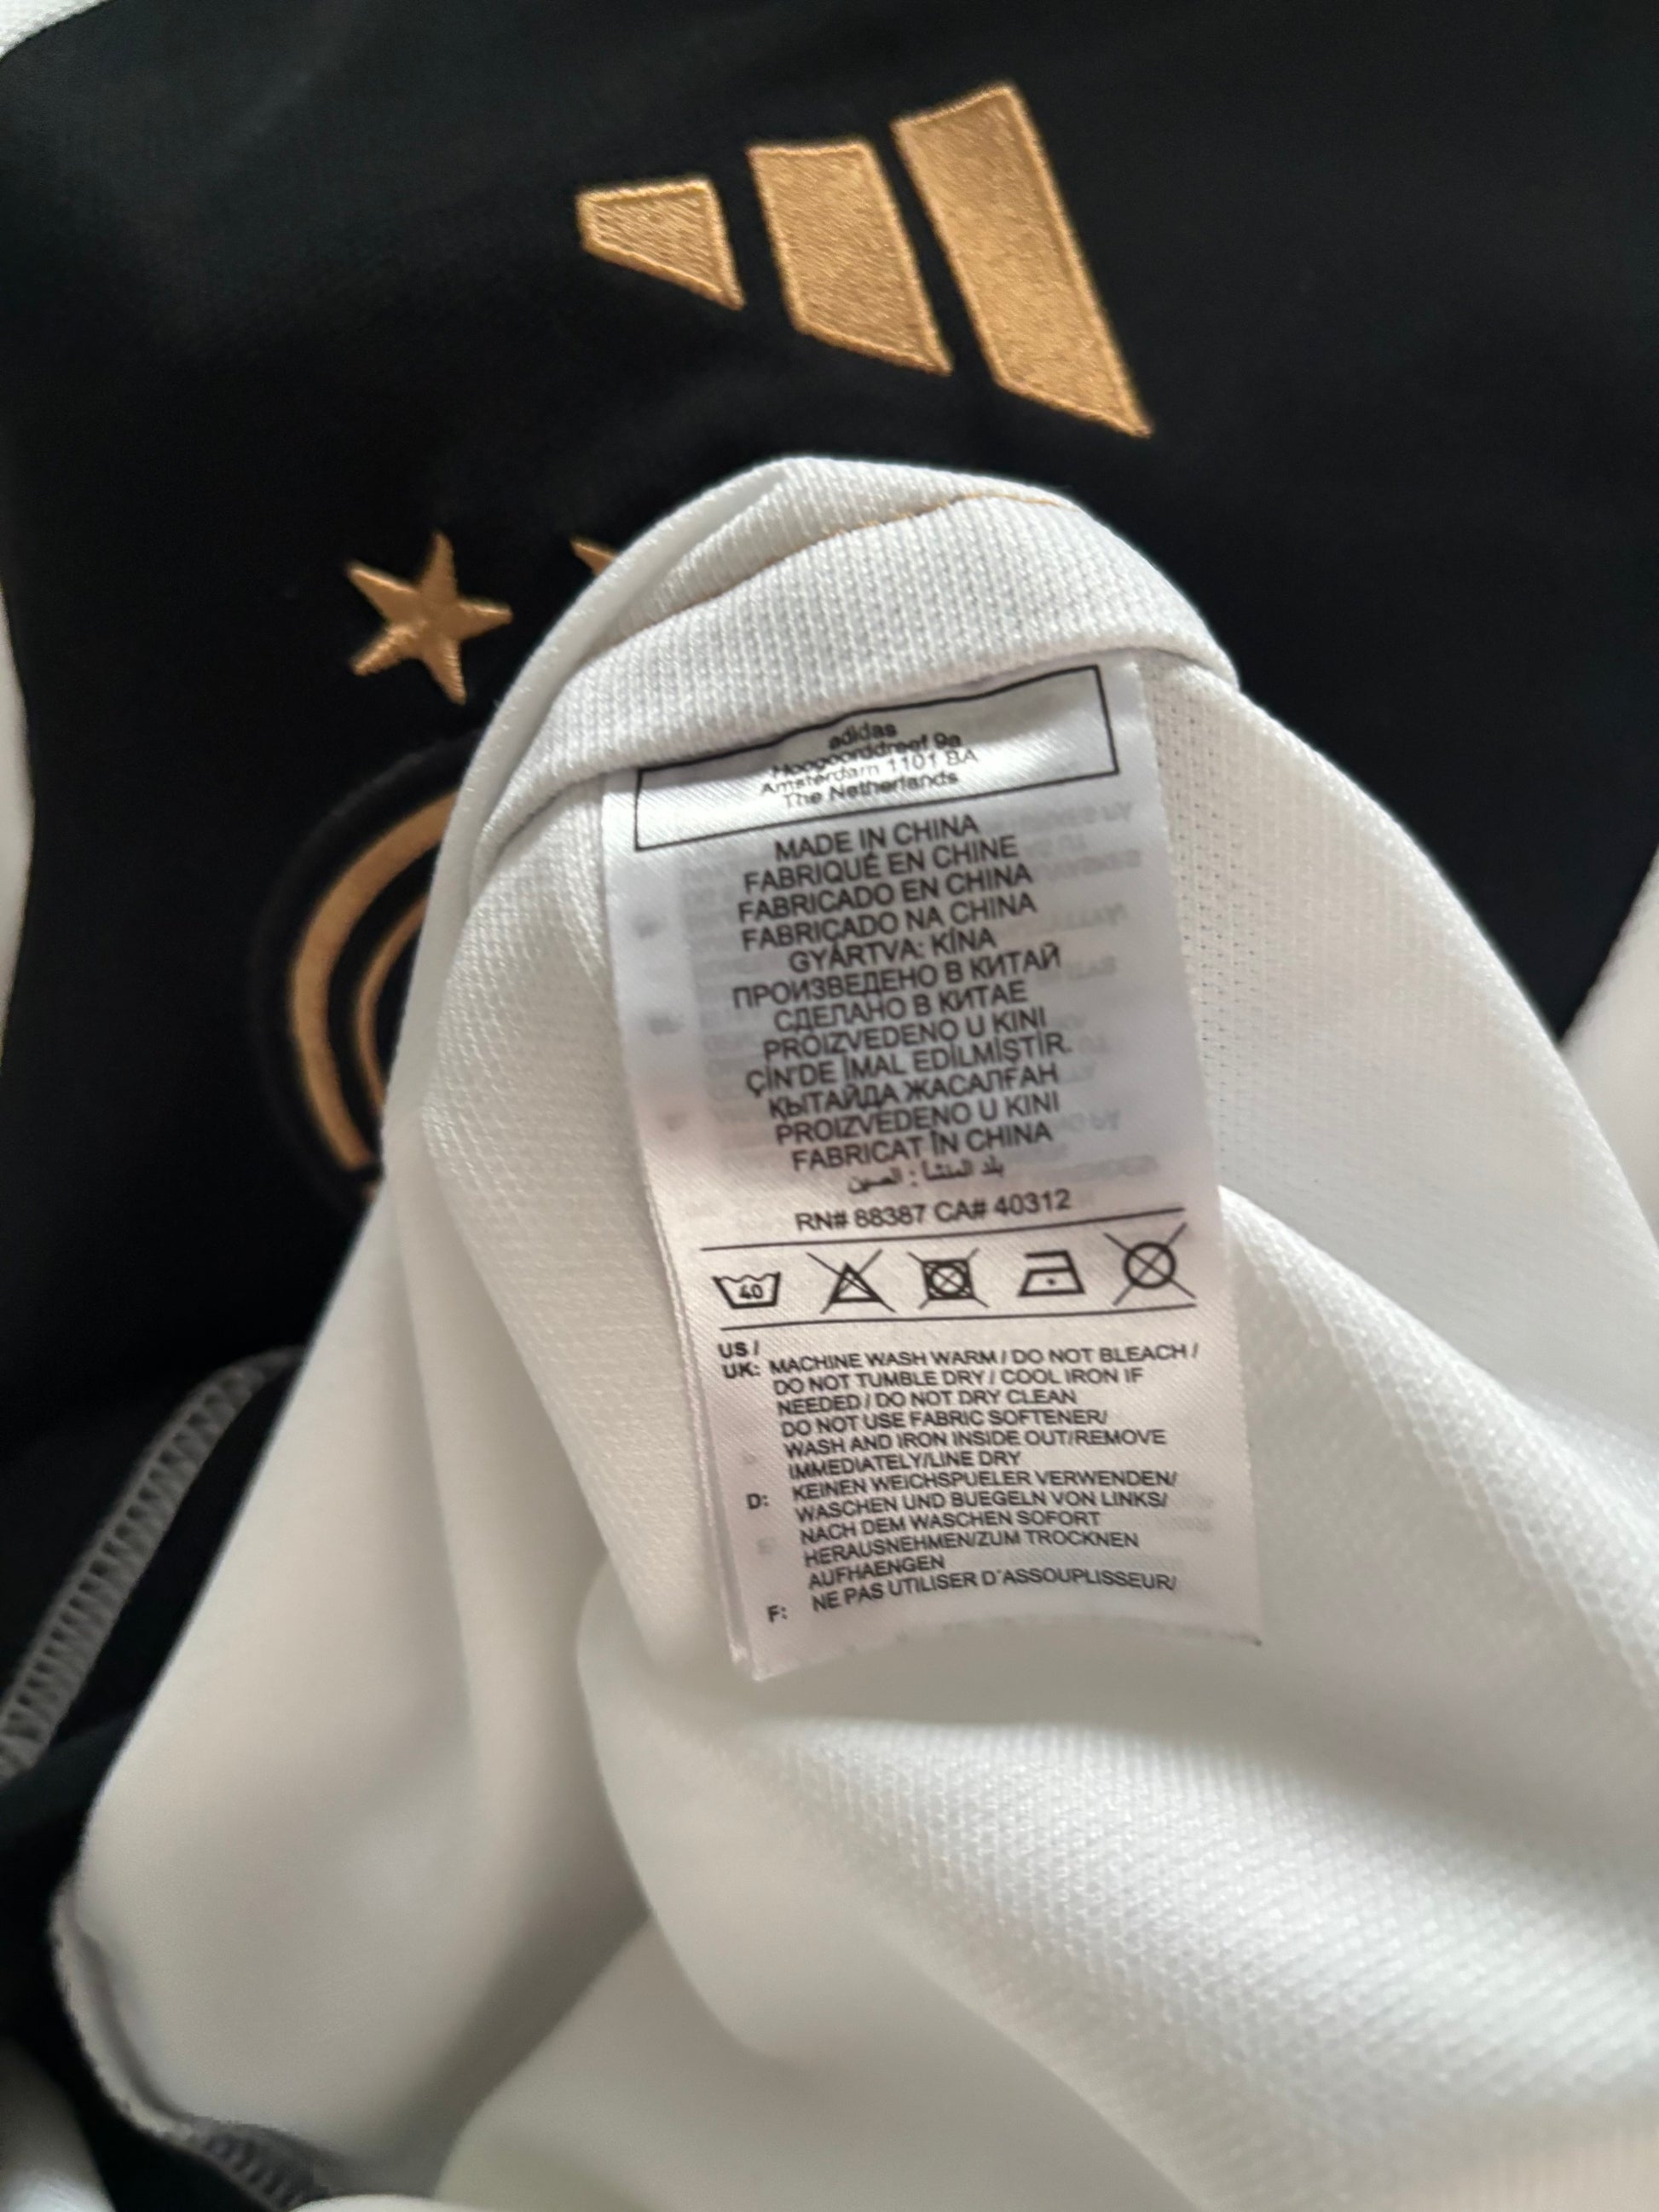 adidas
Hoogoorddreef 9a
Amsterdam 1101 BA
The Netherlands
MADE IN CHINA
FABRIQUÉ EN CHINE
FABRICADO EN CHINA
FABRICADO NA CHINA
GYÁRTVA: KÍNA
ПРОИЗВЕДЕНО В КИТАЙ
СДЕЛАНО В КИТАЕ
PROIZVEDENO U KINI
ÇİN'DE İMAL EDİLMİŞTİR.
ҚЫТАЙДА ЖАСАЛҒАН
PROIZVEDENO U KINI
FABRICAT ÎN CHINA
بلد المنشأ : الصين
RN# 88387 CA# 40312
40
US /
UK: MACHINE WASH WARM / DO NOT BLEACH /
DO NOT TUMBLE DRY / COOL IRON IF
NEEDED / DO NOT DRY CLEAN
DO NOT USE FABRIC SOFTENER/
WASH AND IRON INSIDE OUT/REMOVE
IMMEDIATELY/LINE DRY
D: KEINEN WEICHSPUELER VERWENDEN/
WASCHEN UND BUEGELN VON LINKS/
NACH DEM WASCHEN SOFORT
HERAUSNEHMEN/ZUM TROCKNEN
AUFHAENGEN
F: NE PAS UTILISER D'ASSOUPLISSEUR/